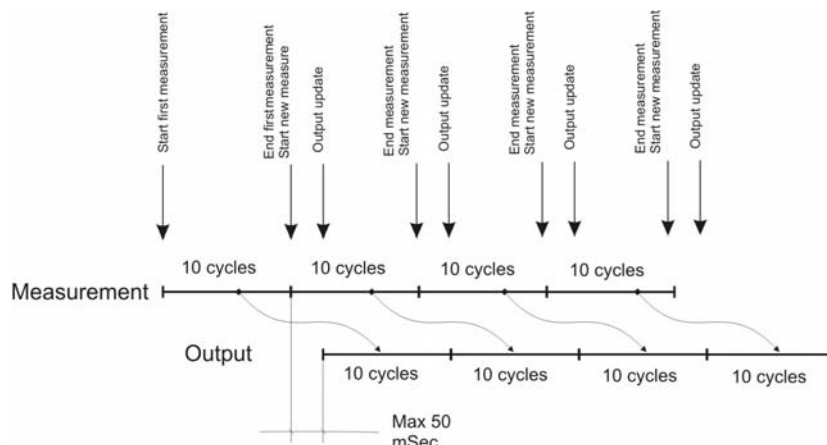 Start first measurement
End first measurement
Start new measure
Output update
End measurement
Start new measurement
Output update
End measurement
Start new measurement
Output update
End measurement
Start new measurement
Output update
10 cycles
10 cycles
10 cycles
10 cycles
Measurement
Output
10 cycles
10 cycles
10 cycles
10 cycles
Max 50
mSec